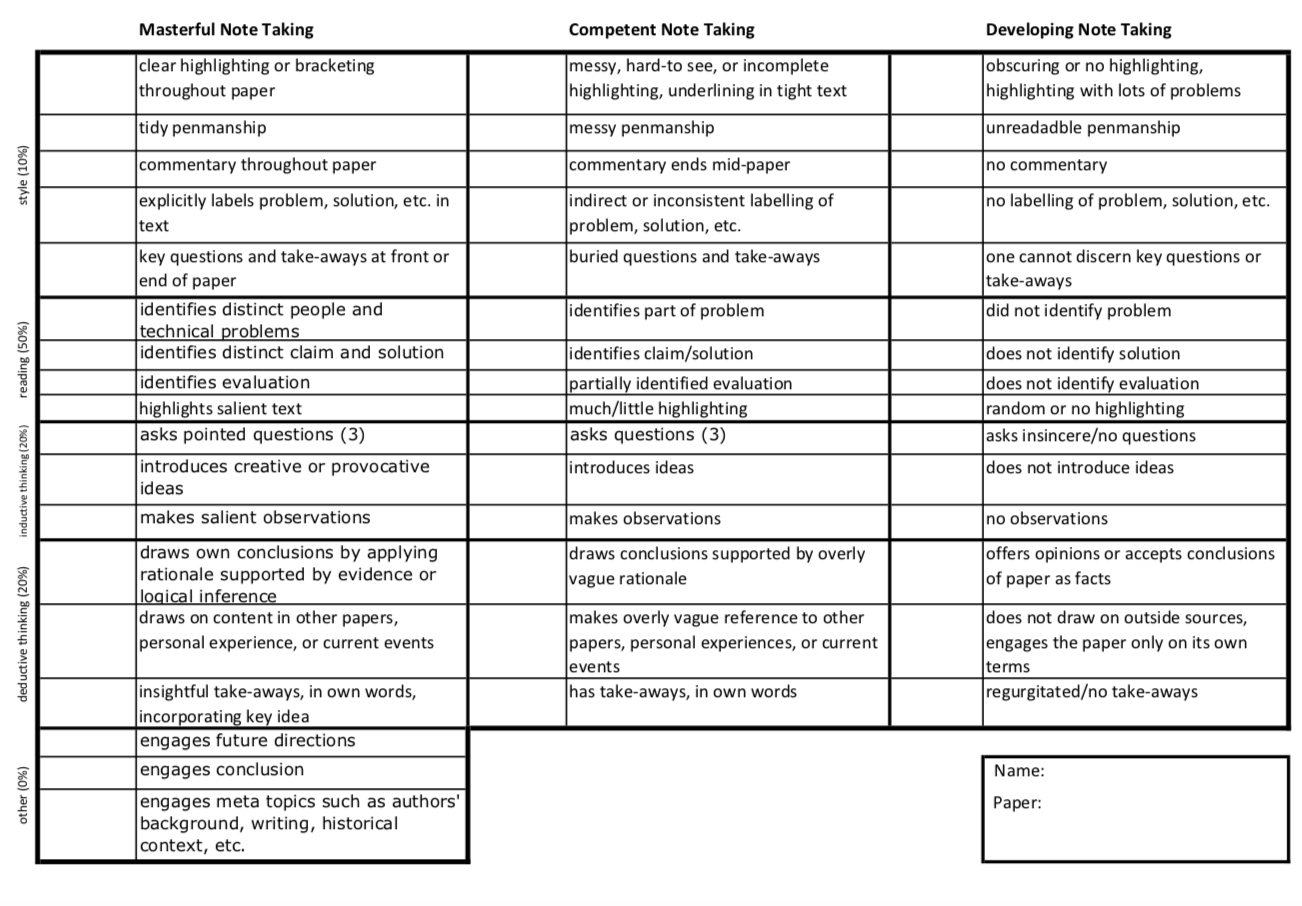 Masterful Note Taking
Competent Note Taking
Developing Note Taking
style (10%)
clear highlighting or bracketing
throughout paper
messy, hard-to see, or incomplete
highlighting, underlining in tight text
obscuring or no highlighting,
highlighting with lots of problems
tidy penmanship
messy penmanship
unreadadble penmanship
commentary throughout paper
commentary ends mid-paper
no commentary
explicitly labels problem, solution, etc. in
text
indirect or inconsistent labelling of
problem, solution, etc.
no labelling of problem, solution, etc.
key questions and take-aways at front or
end of paper
buried questions and take-aways
one cannot discern key questions or
take-aways
reading (50%)
identifies distinct people and
technical problems
identifies part of problem
did not identify problem
identifies distinct claim and solution
identifies claim/solution
does not identify solution
identifies evaluation
partially identified evaluation
does not identify evaluation
highlights salient text
much/little highlighting
random or no highlighting
inductive thinking (20%)
asks pointed questions (3)
asks questions (3)
asks insincere/no questions
introduces creative or provocative
ideas
introduces ideas
does not introduce ideas
makes salient observations
makes observations
no observations
deductive thinking (20%)
draws own conclusions by applying
rationale supported by evidence or
logical inference
draws conclusions supported by overly
vague rationale
offers opinions or accepts conclusions
of paper as facts
draws on content in other papers,
personal experience, or current events
makes overly vague reference to other
papers, personal experiences, or current
events
does not draw on outside sources,
engages the paper only on its own
terms
insightful take-aways, in own words,
incorporating key idea
has take-aways, in own words
regurgitated/no take-aways
other (0%)
engages future directions
engages conclusion
engages meta topics such as authors'
background, writing, historical
context, etc.
Name:
Paper: